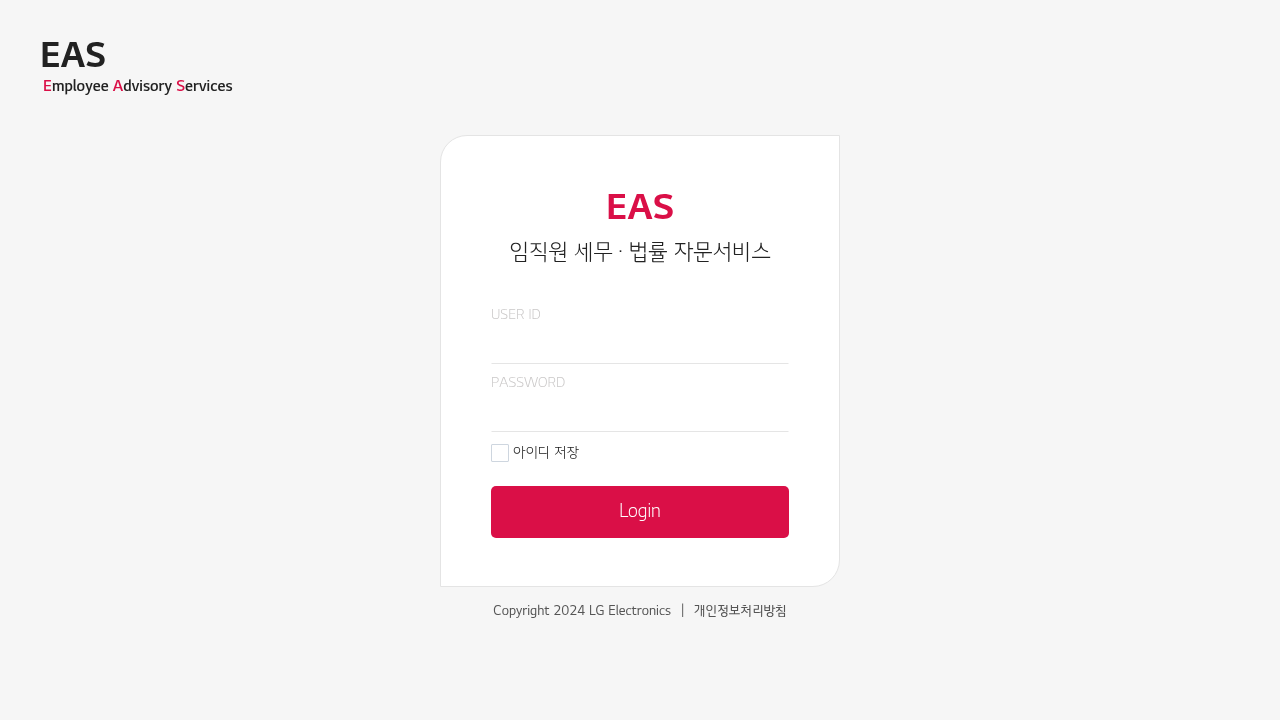 EAS
Employee Advisory Services
EAS
임직원 세무 · 법률 자문서비스
USER ID
PASSWORD
아이디 저장
Login
Copyright 2024 LG Electronics | 개인정보처리방침